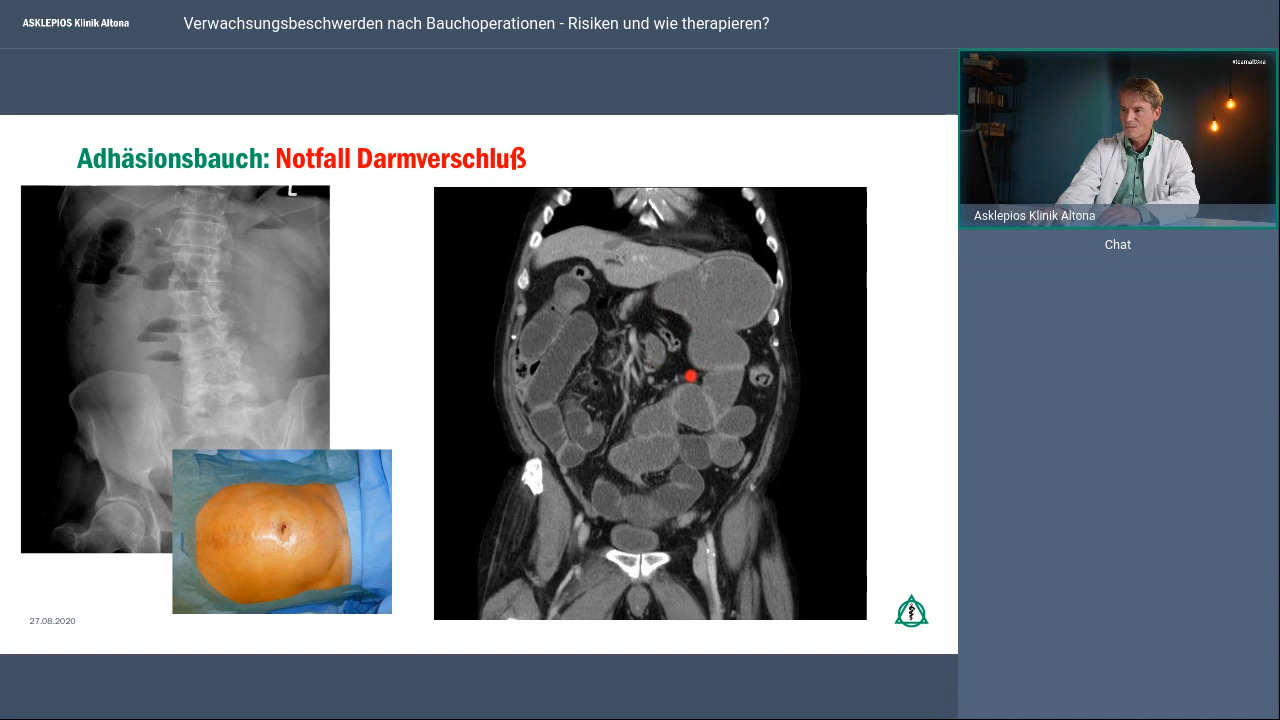 ASKLEPIOS Klinik Altona
Verwachsungsbeschwerden nach Bauchoperationen - Risiken und wie therapieren?
#teamaltona
Asklepios Klinik Altona
Chat
Adhäsionsbauch: Notfall Darmverschluß
L
27.08.2020